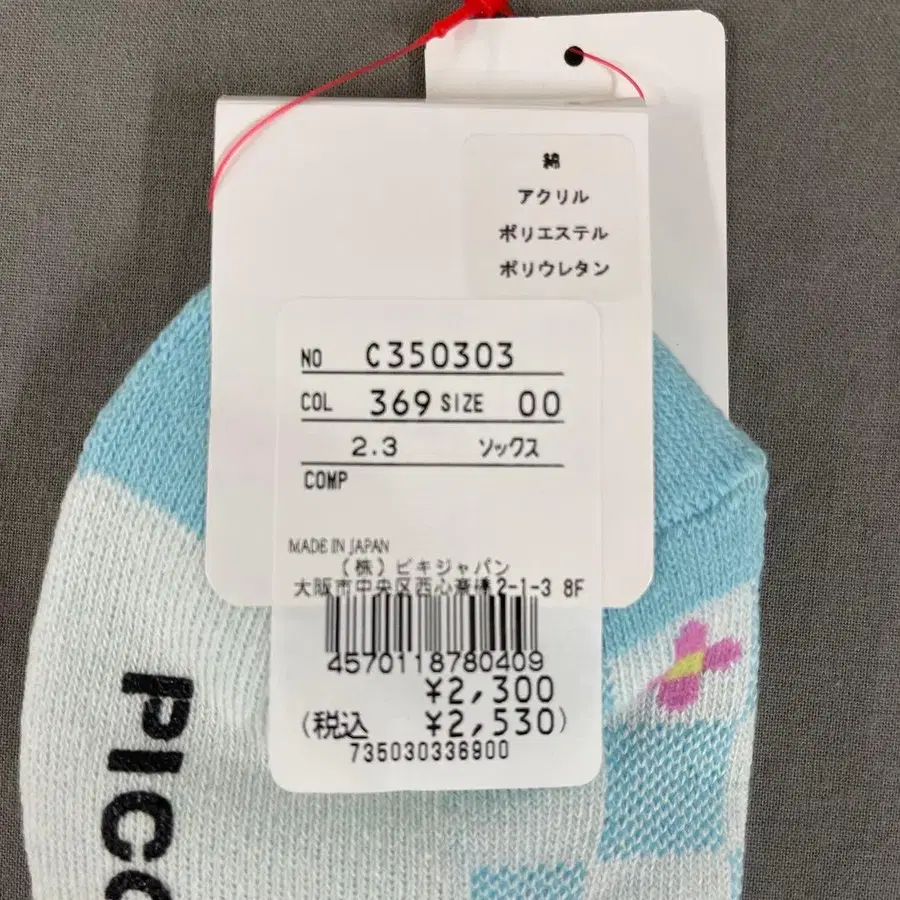 綿
アクリル
ポリエステル
ポリウレタン
NO C350303
COL 369 SIZE 00
2.3 ソックス
COMP
MADE IN JAPAN
(株)ビキジャパン
大阪市中央区西心斎橋2-1-3 8F
4570118780409
¥2,300
(税込 ¥2,530)
735030336900
PICO